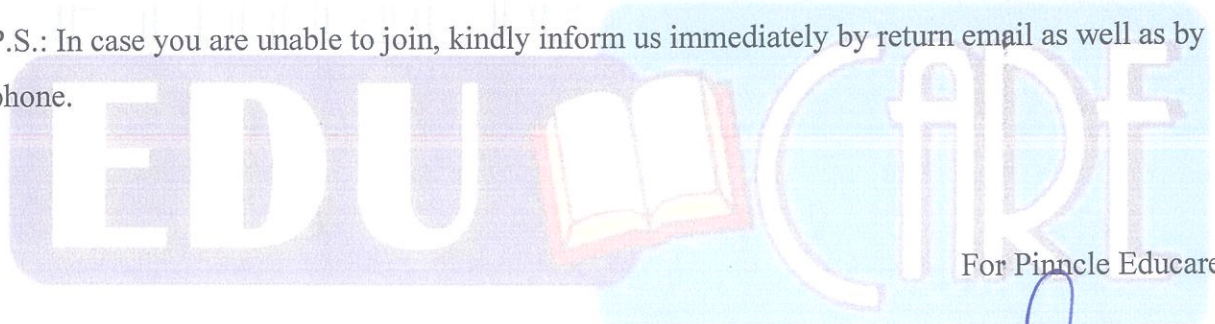 P.S.: In case you are unable to join, kindly inform us immediately by return email as well as by
phone.
EDU CARE
For Pinncle Educare